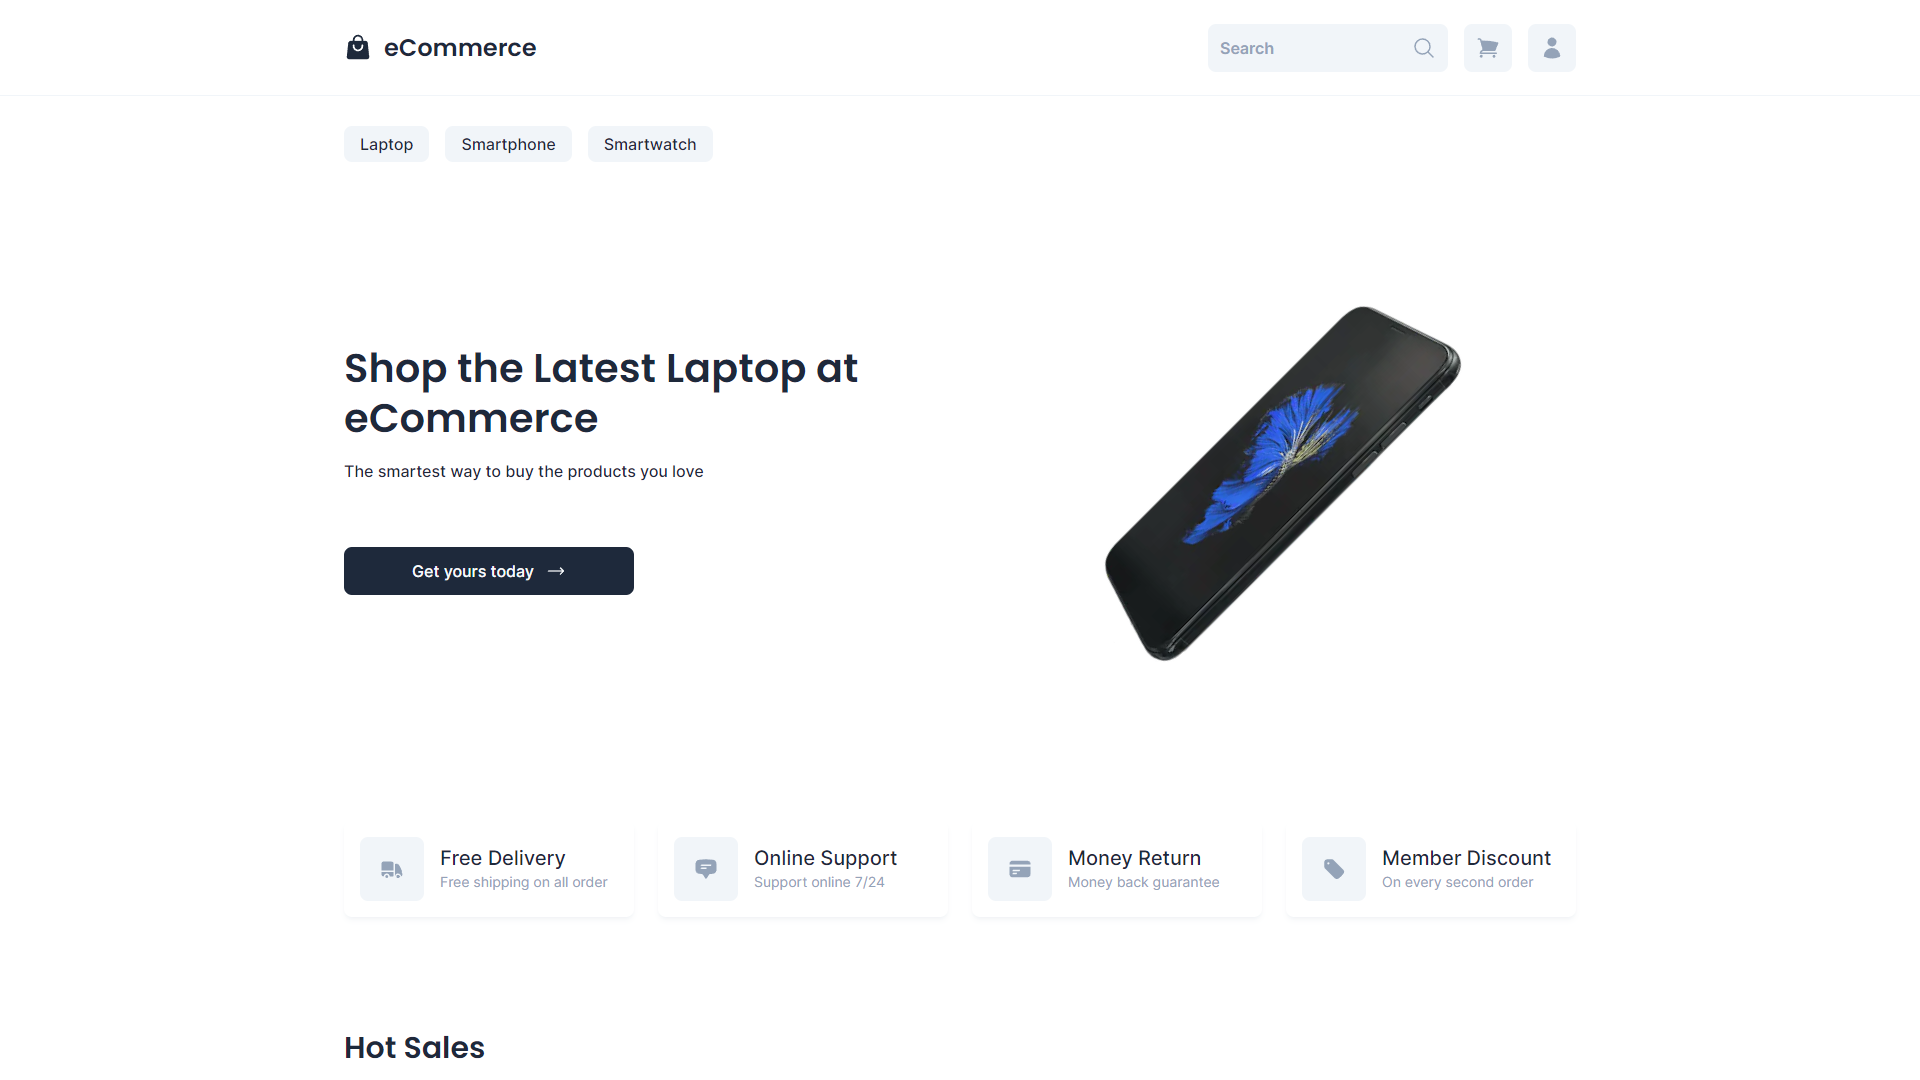 eCommerce
Search
Laptop
Smartphone
Smartwatch
Shop the Latest Laptop at
eCommerce
The smartest way to buy the products you love
Get yours today
Free Delivery
Free shipping on all order
Online Support
Support online 7/24
Money Return
Money back guarantee
Member Discount
On every second order
Hot Sales